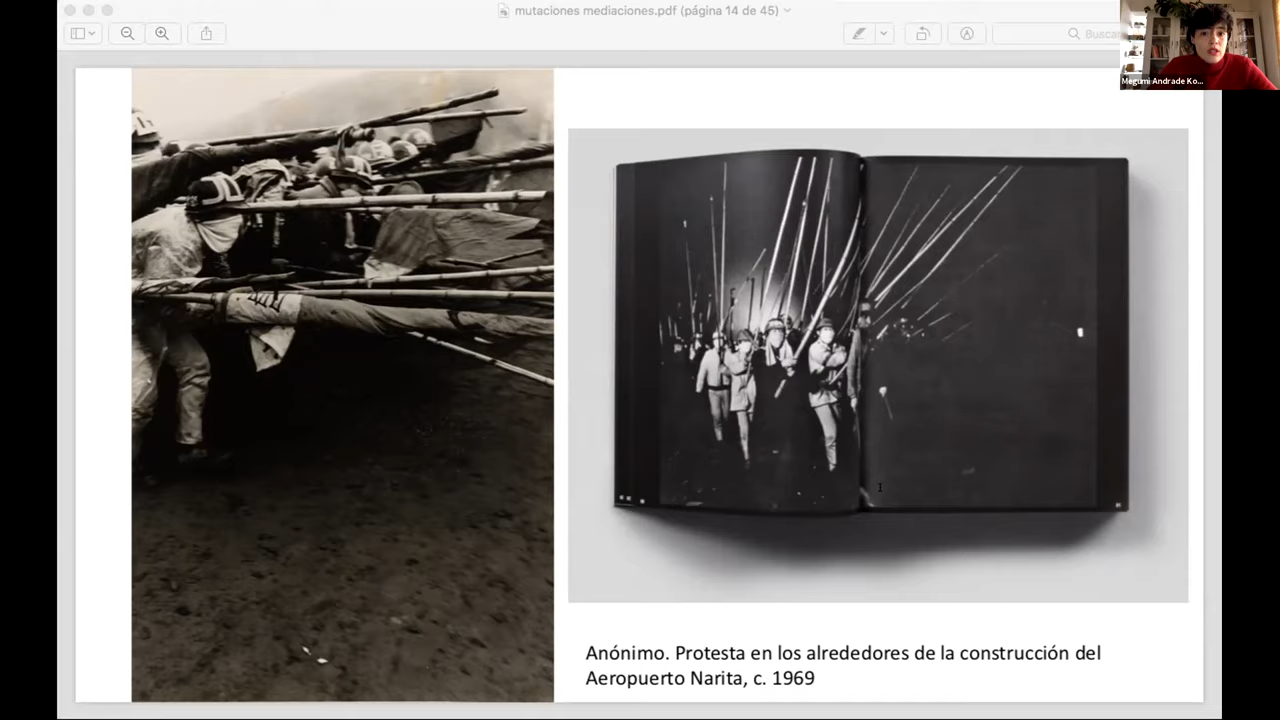 mutaciones mediaciones.pdf (página 14 de 45)
Buscar
Megumi Andrade Ko...
Anónimo. Protesta en los alrededores de la construcción del
Aeropuerto Narita, c. 1969